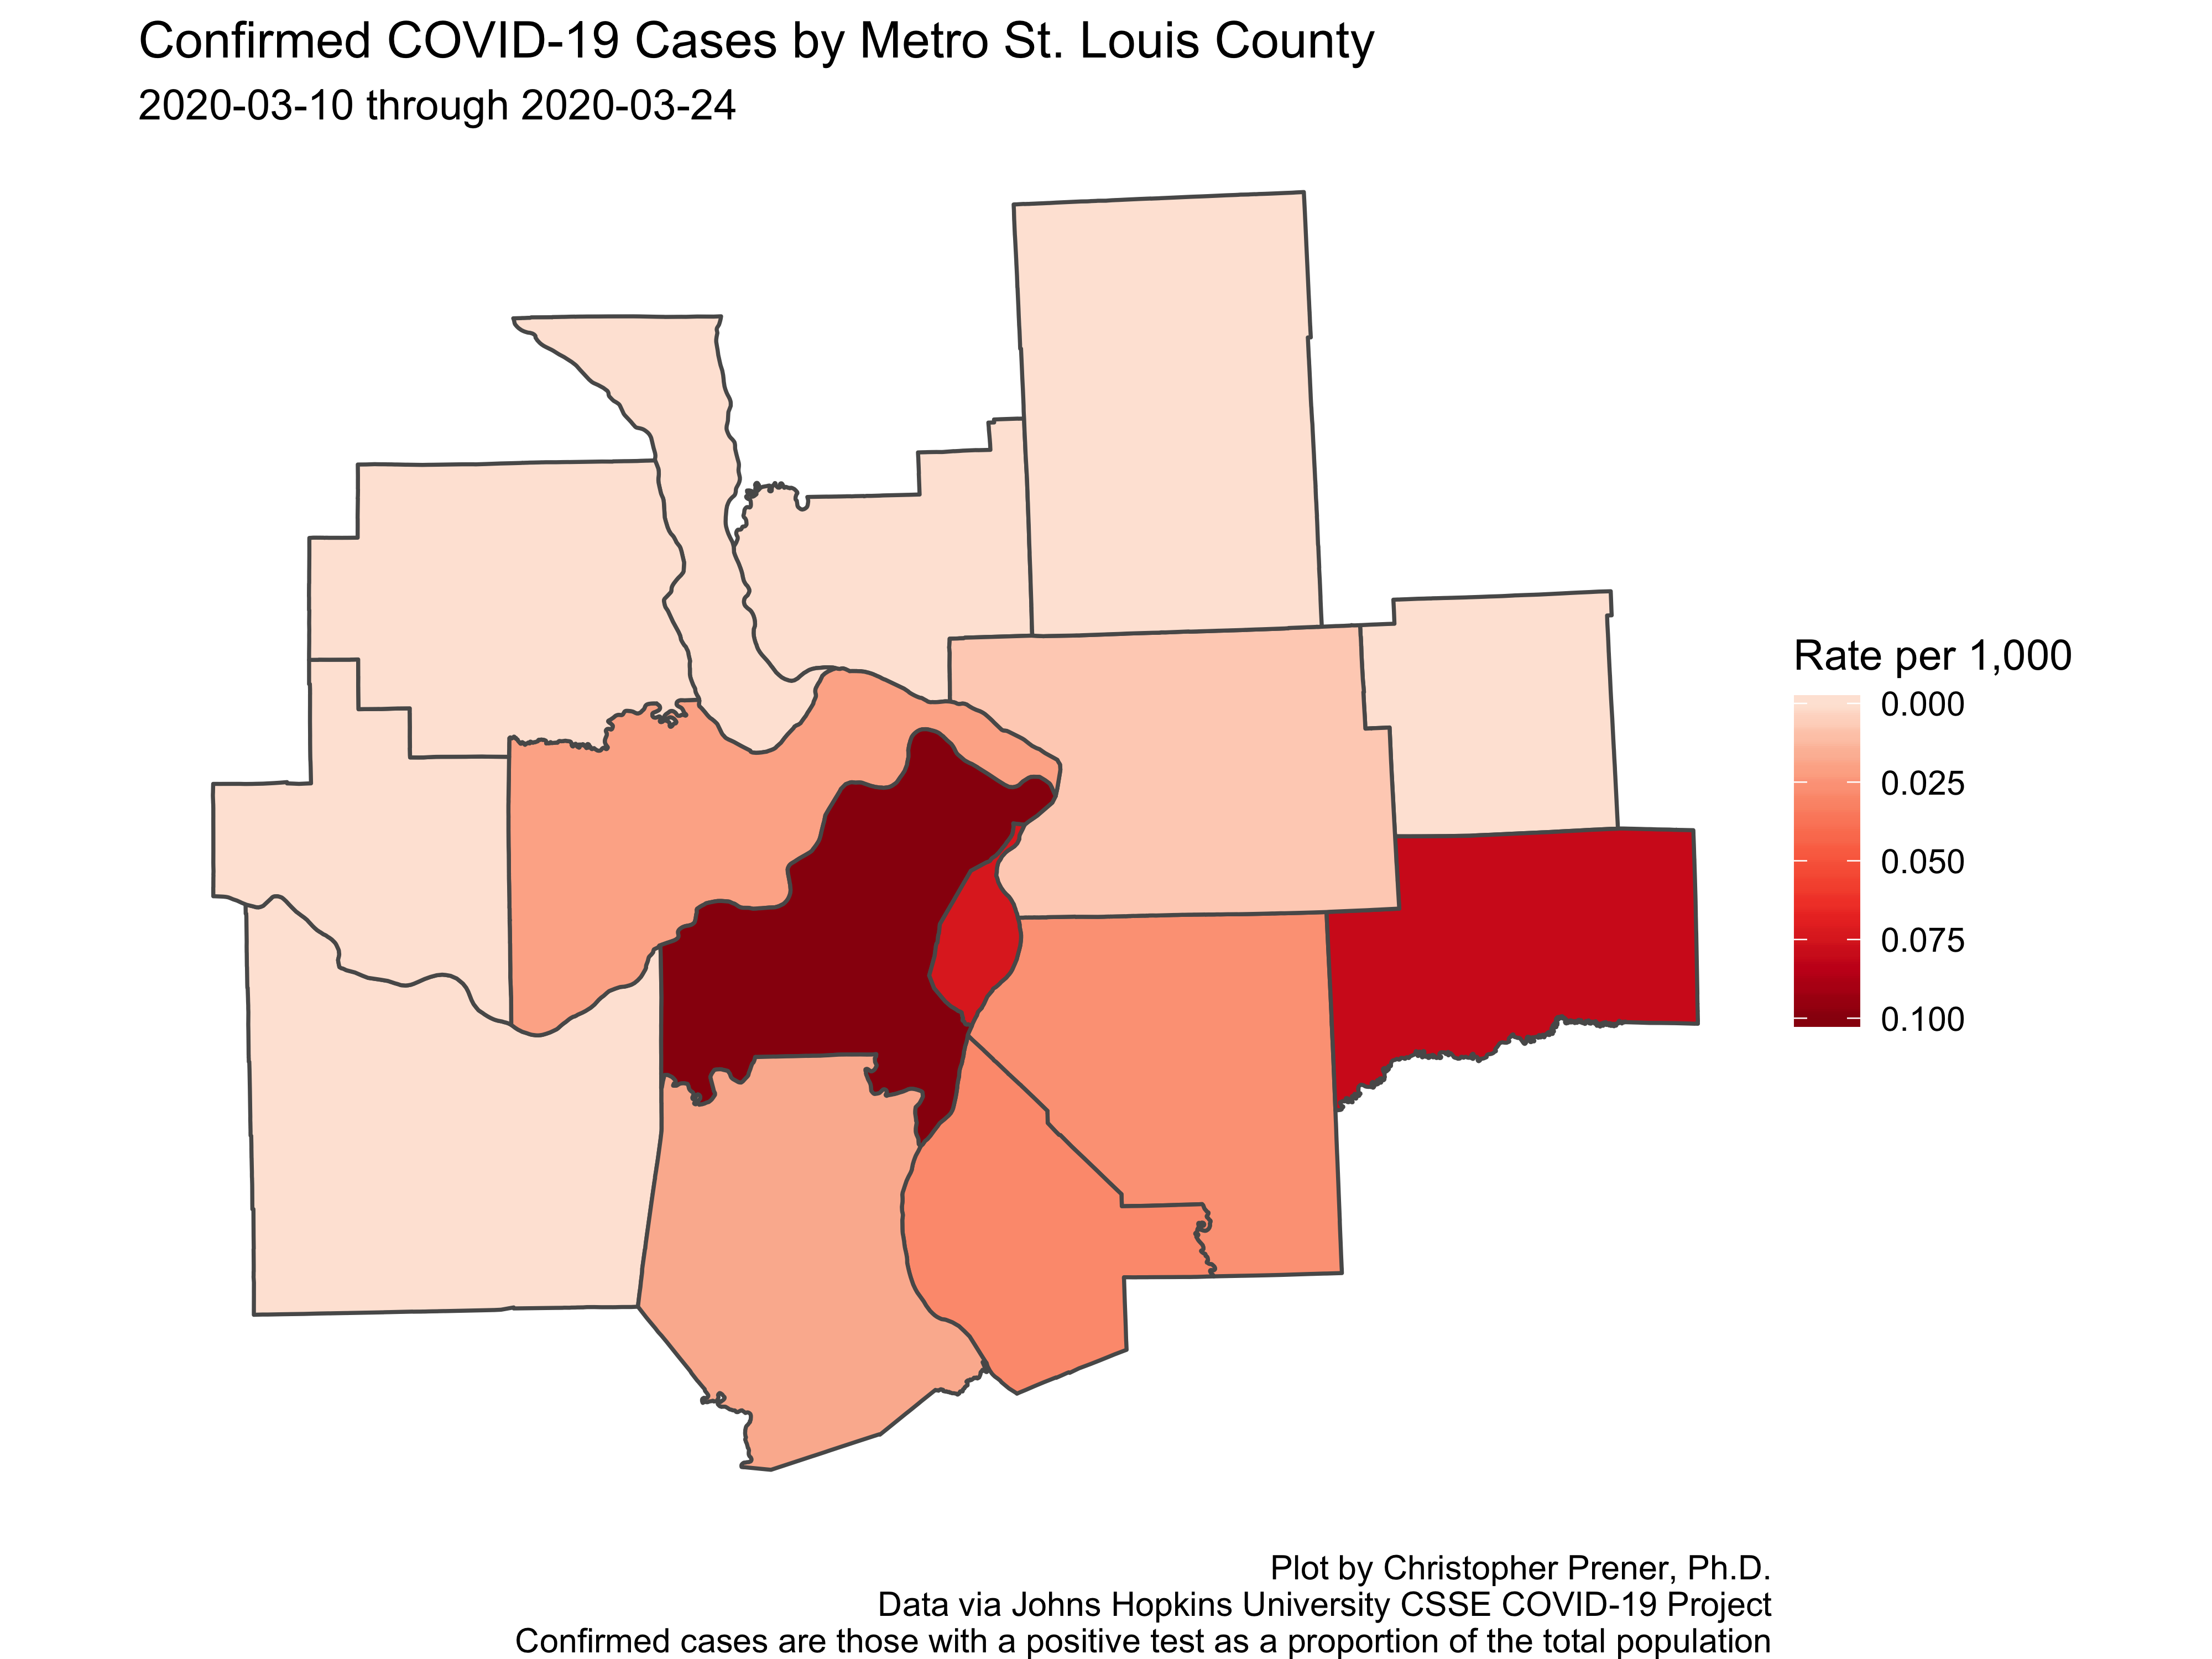 Confirmed COVID-19 Cases by Metro St. Louis County
2020-03-10 through 2020-03-24
Rate per 1,000
0.000
0.025
0.050
0.075
0.100
Plot by Christopher Prener, Ph.D.
Data via Johns Hopkins University CSSE COVID-19 Project
Confirmed cases are those with a positive test as a proportion of the total population